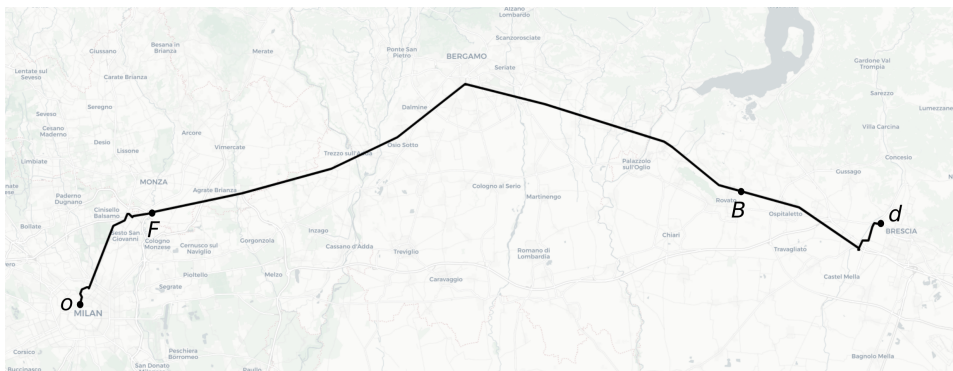 Alzano
Lombardo
Besana in
Brianza
Giussano
Merate
Ponte San
Pietro
BERGAMO
Scanzorosciate
Seriate
Gardone Val
Trompia
Lentate sul
Seveso
Carate Brianza
Sarezzo
Lumezzane
Seregno
Dalmine
Seveso
Cesano
Maderno
Desio
Arcore
Villa Carcina
Lissone
Vimercate
Osio Sotto
Limbiate
Trezzo sull'Adda
Palazzolo
sull'Oglio
Concesio
Gussago
MONZA
Agrate Brianza
Cologno al Serio
Martinengo
Paderno
Dugnano
Cinisello
Balsamo
Rovato
B
Ospitaletto
d
BRESCIA
Bollate
F
Sesto San
Giovanni
Cologno
Monzese
Cernusco sul
Naviglio
Gorgonzola
Inzago
Cassano d'Adda
Treviglio
Romano di
Lombardia
Chiari
Travagliato
Pioltello
Melzo
Caravaggio
Castel Mella
Segrate
o
MILAN
Corsico
Peschiera
Borromeo
San Donato
Bagnolo Mella
Buccinasco
Paullo